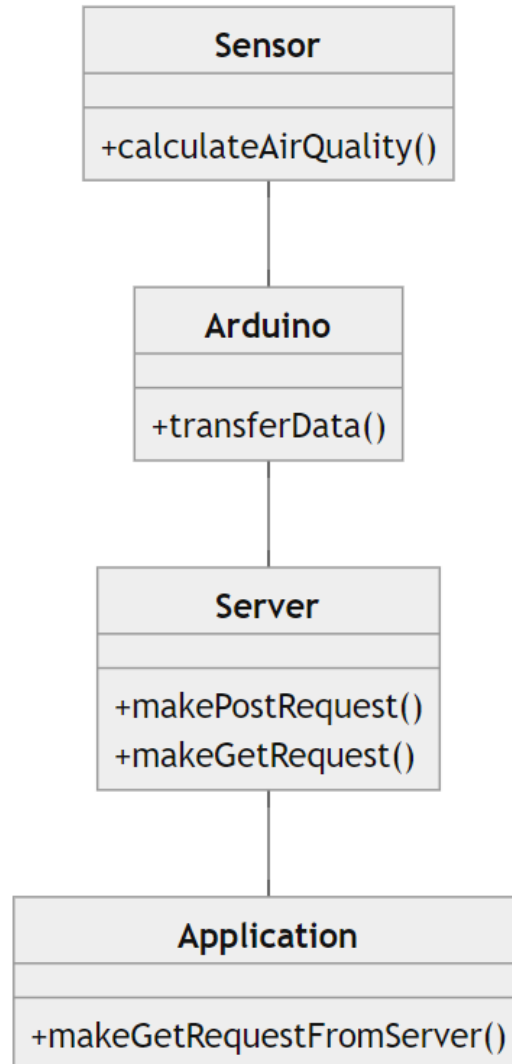 Sensor
+calculateAirQuality()
Arduino
+transferData()
Server
+makePostRequest()
+makeGetRequest()
Application
+makeGetRequestFromServer()